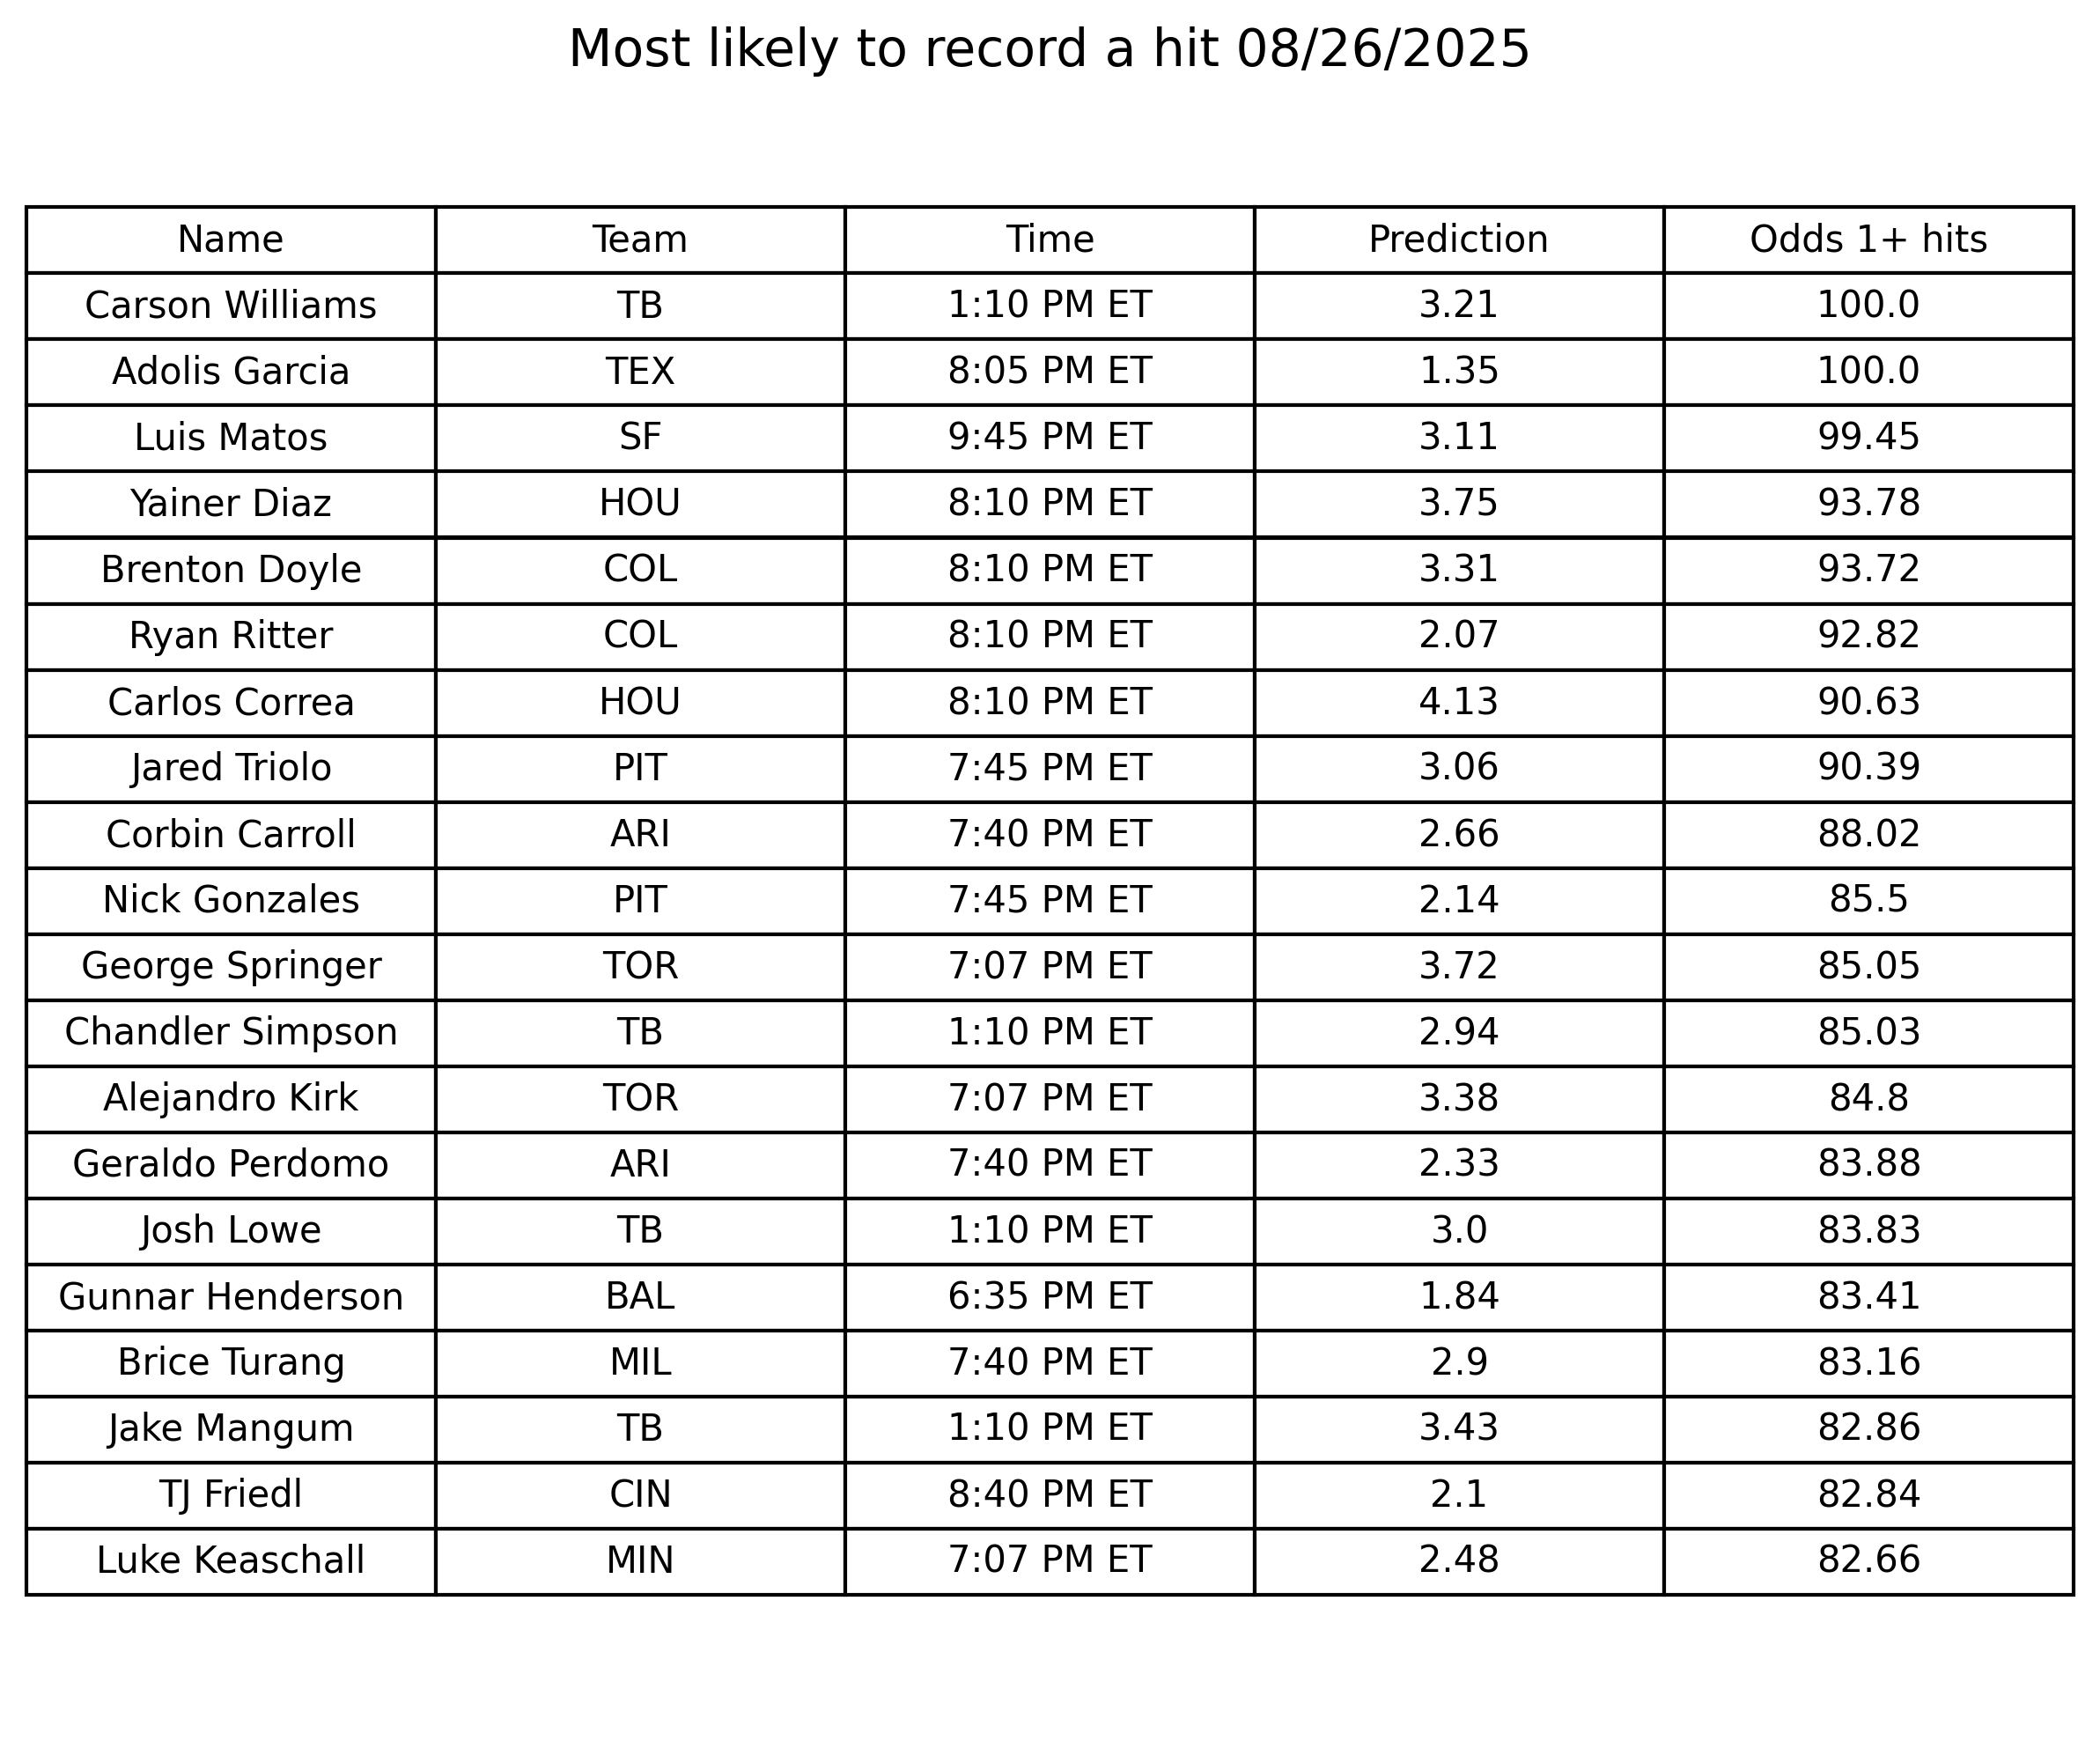 Most likely to record a hit 08/26/2025
Name Team Time Prediction Odds 1+ hits
Carson Williams TB 1:10 PM ET 3.21 100.0
Adolis Garcia TEX 8:05 PM ET 1.35 100.0
Luis Matos SF 9:45 PM ET 3.11 99.45
Yainer Diaz HOU 8:10 PM ET 3.75 93.78
Brenton Doyle COL 8:10 PM ET 3.31 93.72
Ryan Ritter COL 8:10 PM ET 2.07 92.82
Carlos Correa HOU 8:10 PM ET 4.13 90.63
Jared Triolo PIT 7:45 PM ET 3.06 90.39
Corbin Carroll ARI 7:40 PM ET 2.66 88.02
Nick Gonzales PIT 7:45 PM ET 2.14 85.5
George Springer TOR 7:07 PM ET 3.72 85.05
Chandler Simpson TB 1:10 PM ET 2.94 85.03
Alejandro Kirk TOR 7:07 PM ET 3.38 84.8
Geraldo Perdomo ARI 7:40 PM ET 2.33 83.88
Josh Lowe TB 1:10 PM ET 3.0 83.83
Gunnar Henderson BAL 6:35 PM ET 1.84 83.41
Brice Turang MIL 7:40 PM ET 2.9 83.16
Jake Mangum TB 1:10 PM ET 3.43 82.86
TJ Friedl CIN 8:40 PM ET 2.1 82.84
Luke Keaschall MIN 7:07 PM ET 2.48 82.66